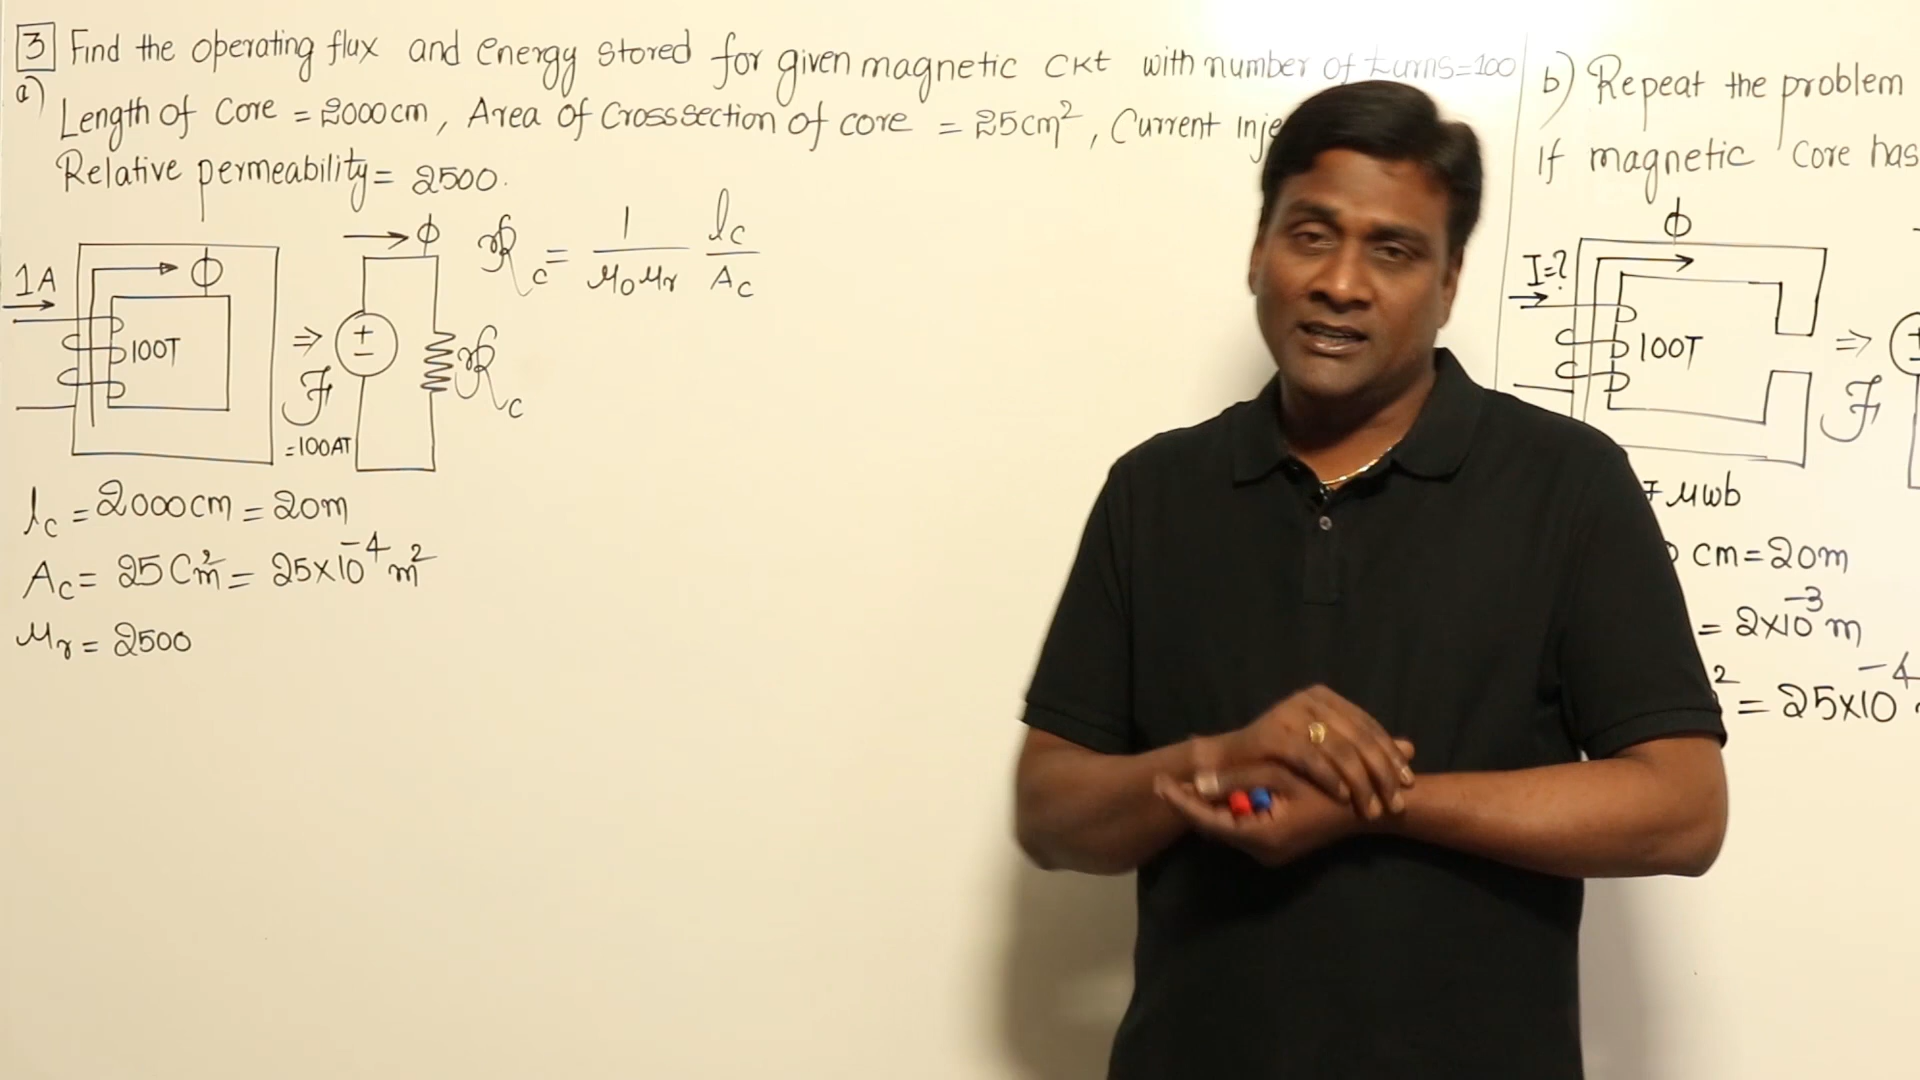 3 Find the operating flux and energy stored for given magnetic CKt with number of turns=100
a)
Length of Core = 2000cm, Area of Crosssection of core = 25cm², Current Inje
Relative permeability = 2500.
1A
Φ
100T
⇒
ℱ
=100AT
Φ
+
−
ℛc
ℛc = 1/μ₀μr lc/Ac
lc = 2000cm = 20m
Ac = 25Cm² = 25×10⁻⁴ m²
μr = 2500
b) Repeat the problem
If magnetic Core has
Φ
I=?
100T
⇒
ℱ
μwb
cm = 20m
= 2×10⁻³ m
² = 25×10⁻⁴